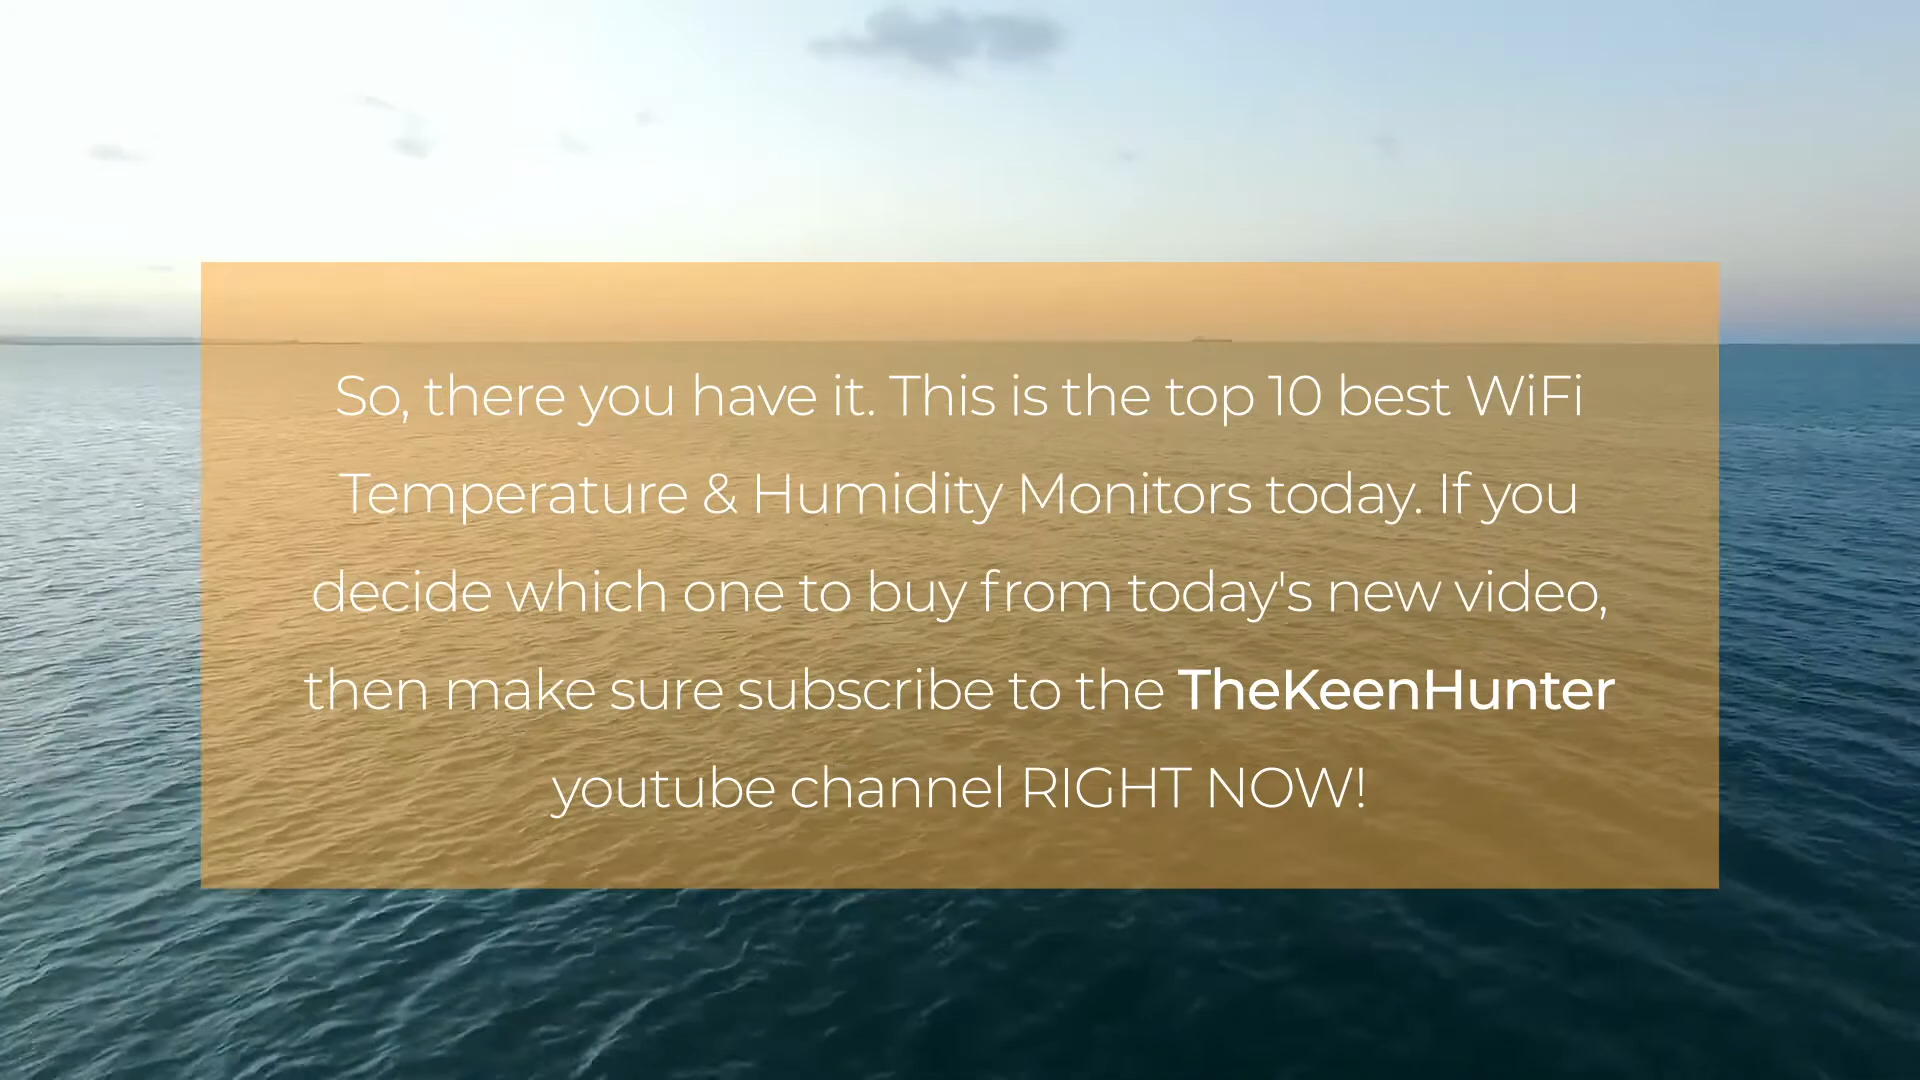 So, there you have it. This is the top 10 best WiFi
Temperature & Humidity Monitors today. If you
decide which one to buy from today's new video,
then make sure subscribe to the TheKeenHunter
youtube channel RIGHT NOW!